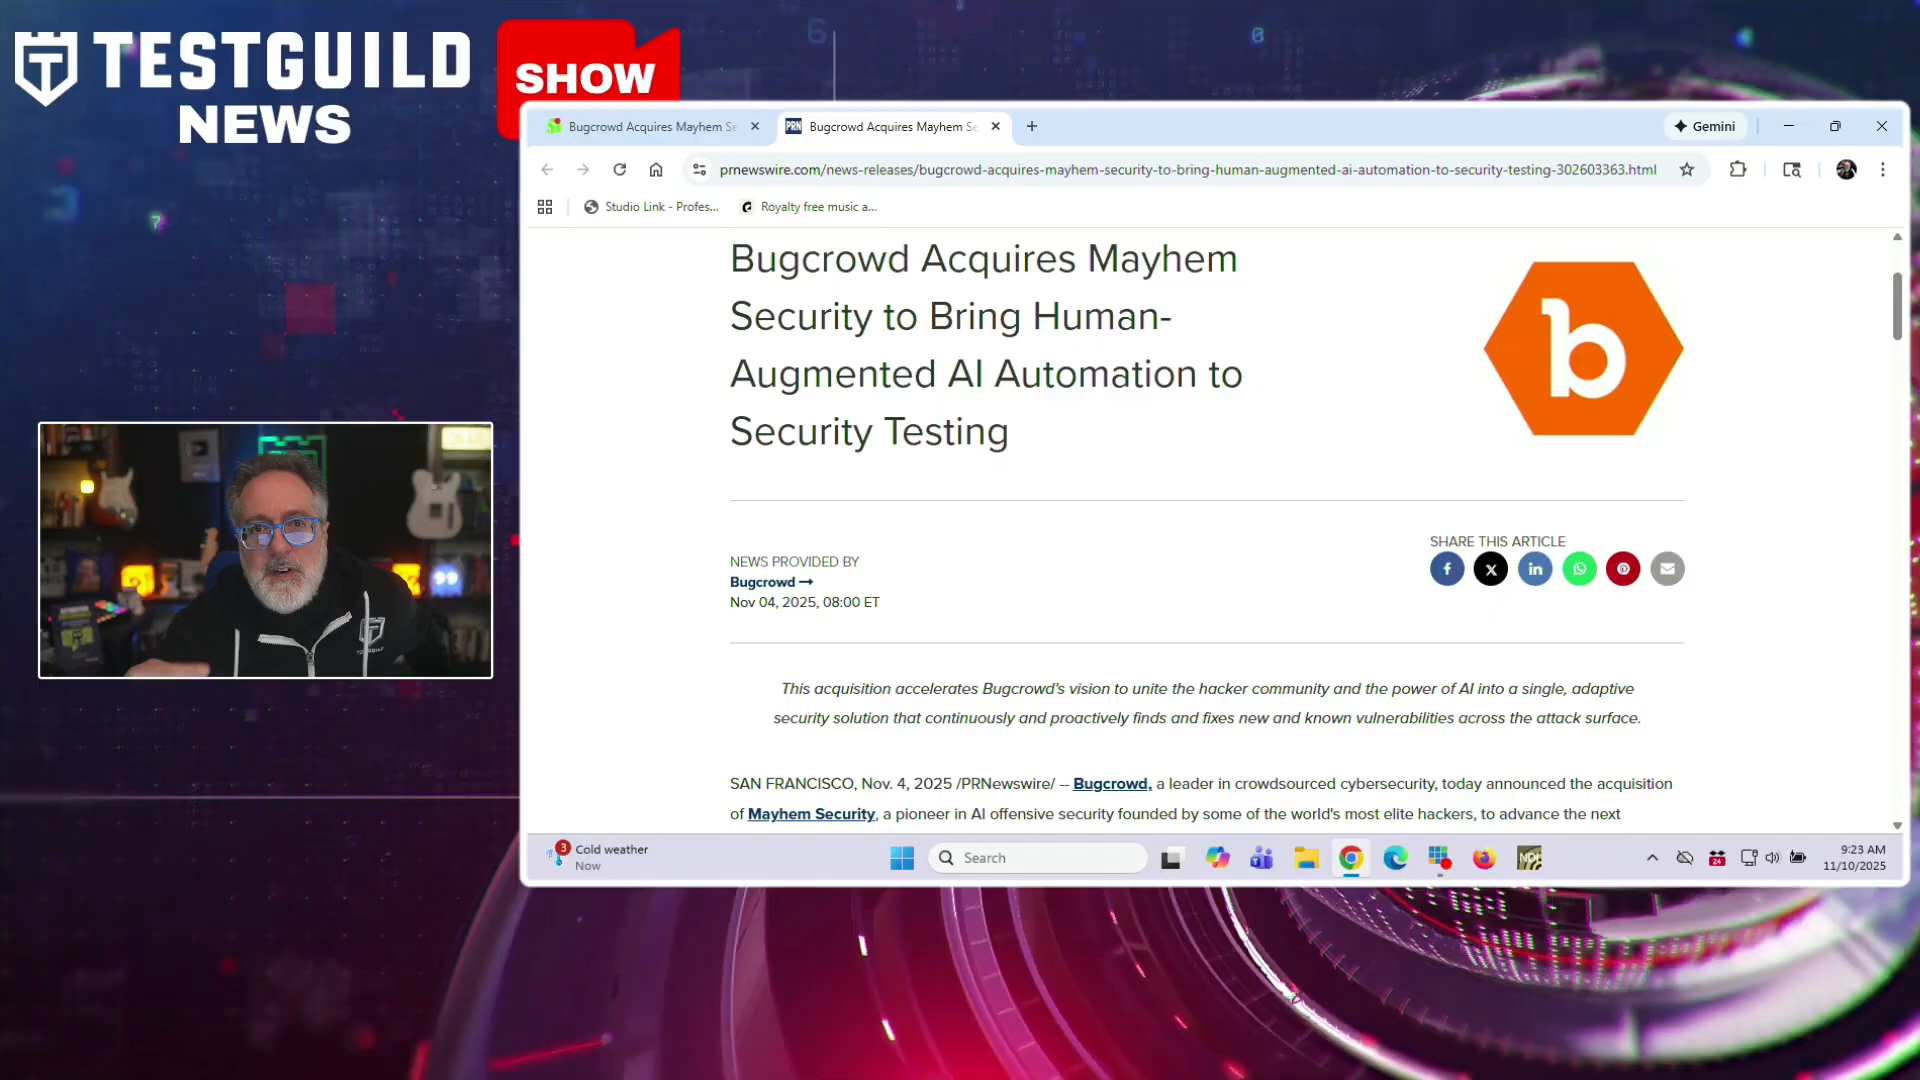 TESTGUILD
NEWS
SHOW
Bugcrowd Acquires Mayhem Se
Bugcrowd Acquires Mayhem Se
Gemini
prnewswire.com/news-releases/bugcrowd-acquires-mayhem-security-to-bring-human-augmented-ai-automation-to-security-testing-302603363.html
Studio Link - Profes...
Royalty free music a...
Bugcrowd Acquires Mayhem
Security to Bring Human-
Augmented AI Automation to
Security Testing
b
NEWS PROVIDED BY
Bugcrowd →
Nov 04, 2025, 08:00 ET
SHARE THIS ARTICLE
This acquisition accelerates Bugcrowd's vision to unite the hacker community and the power of AI into a single, adaptive
security solution that continuously and proactively finds and fixes new and known vulnerabilities across the attack surface.
SAN FRANCISCO, Nov. 4, 2025 /PRNewswire/ -- Bugcrowd, a leader in crowdsourced cybersecurity, today announced the acquisition
of Mayhem Security, a pioneer in AI offensive security founded by some of the world's most elite hackers, to advance the next
3
Cold weather
Now
Search
NDI
24
9:23 AM
11/10/2025